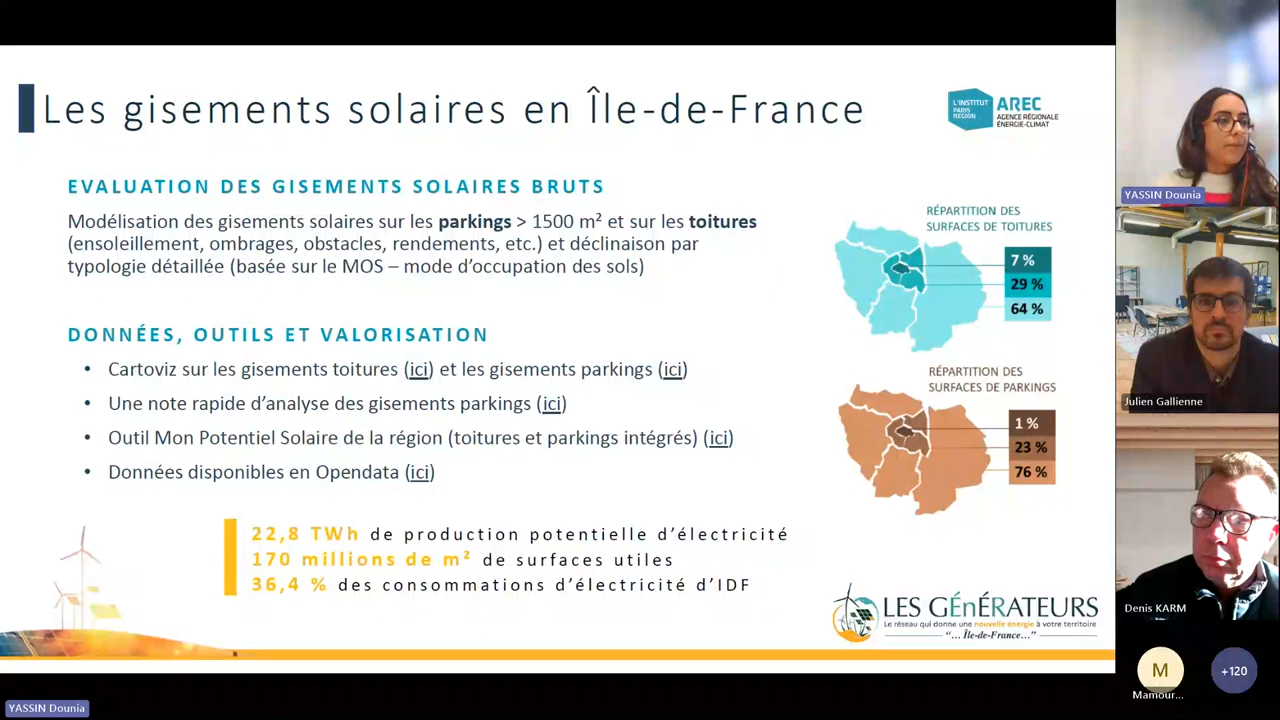 Les gisements solaires en Île-de-France
L'INSTITUT
PARIS
REGION
AREC
AGENCE RÉGIONALE
ÉNERGIE-CLIMAT
EVALUATION DES GISEMENTS SOLAIRES BRUTS
Modélisation des gisements solaires sur les parkings > 1500 m² et sur les toitures
(ensoleillement, ombrages, obstacles, rendements, etc.) et déclinaison par
typologie détaillée (basée sur le MOS – mode d'occupation des sols)
RÉPARTITION DES
SURFACES DE TOITURES
7 %
29 %
64 %
DONNÉES, OUTILS ET VALORISATION
• Cartoviz sur les gisements toitures (ici) et les gisements parkings (ici)
• Une note rapide d'analyse des gisements parkings (ici)
• Outil Mon Potentiel Solaire de la région (toitures et parkings intégrés) (ici)
• Données disponibles en Opendata (ici)
RÉPARTITION DES
SURFACES DE PARKINGS
1 %
23 %
76 %
22,8 TWh de production potentielle d'électricité
170 millions de m² de surfaces utiles
36,4 % des consommations d'électricité d'IDF
LES GÉnÉRATEURS
Le réseau qui donne une nouvelle énergie à votre territoire
"... Île-de-France..."
YASSIN Dounia
Julien Gallienne
Denis KARM
M
Mamour...
+120
YASSIN Dounia